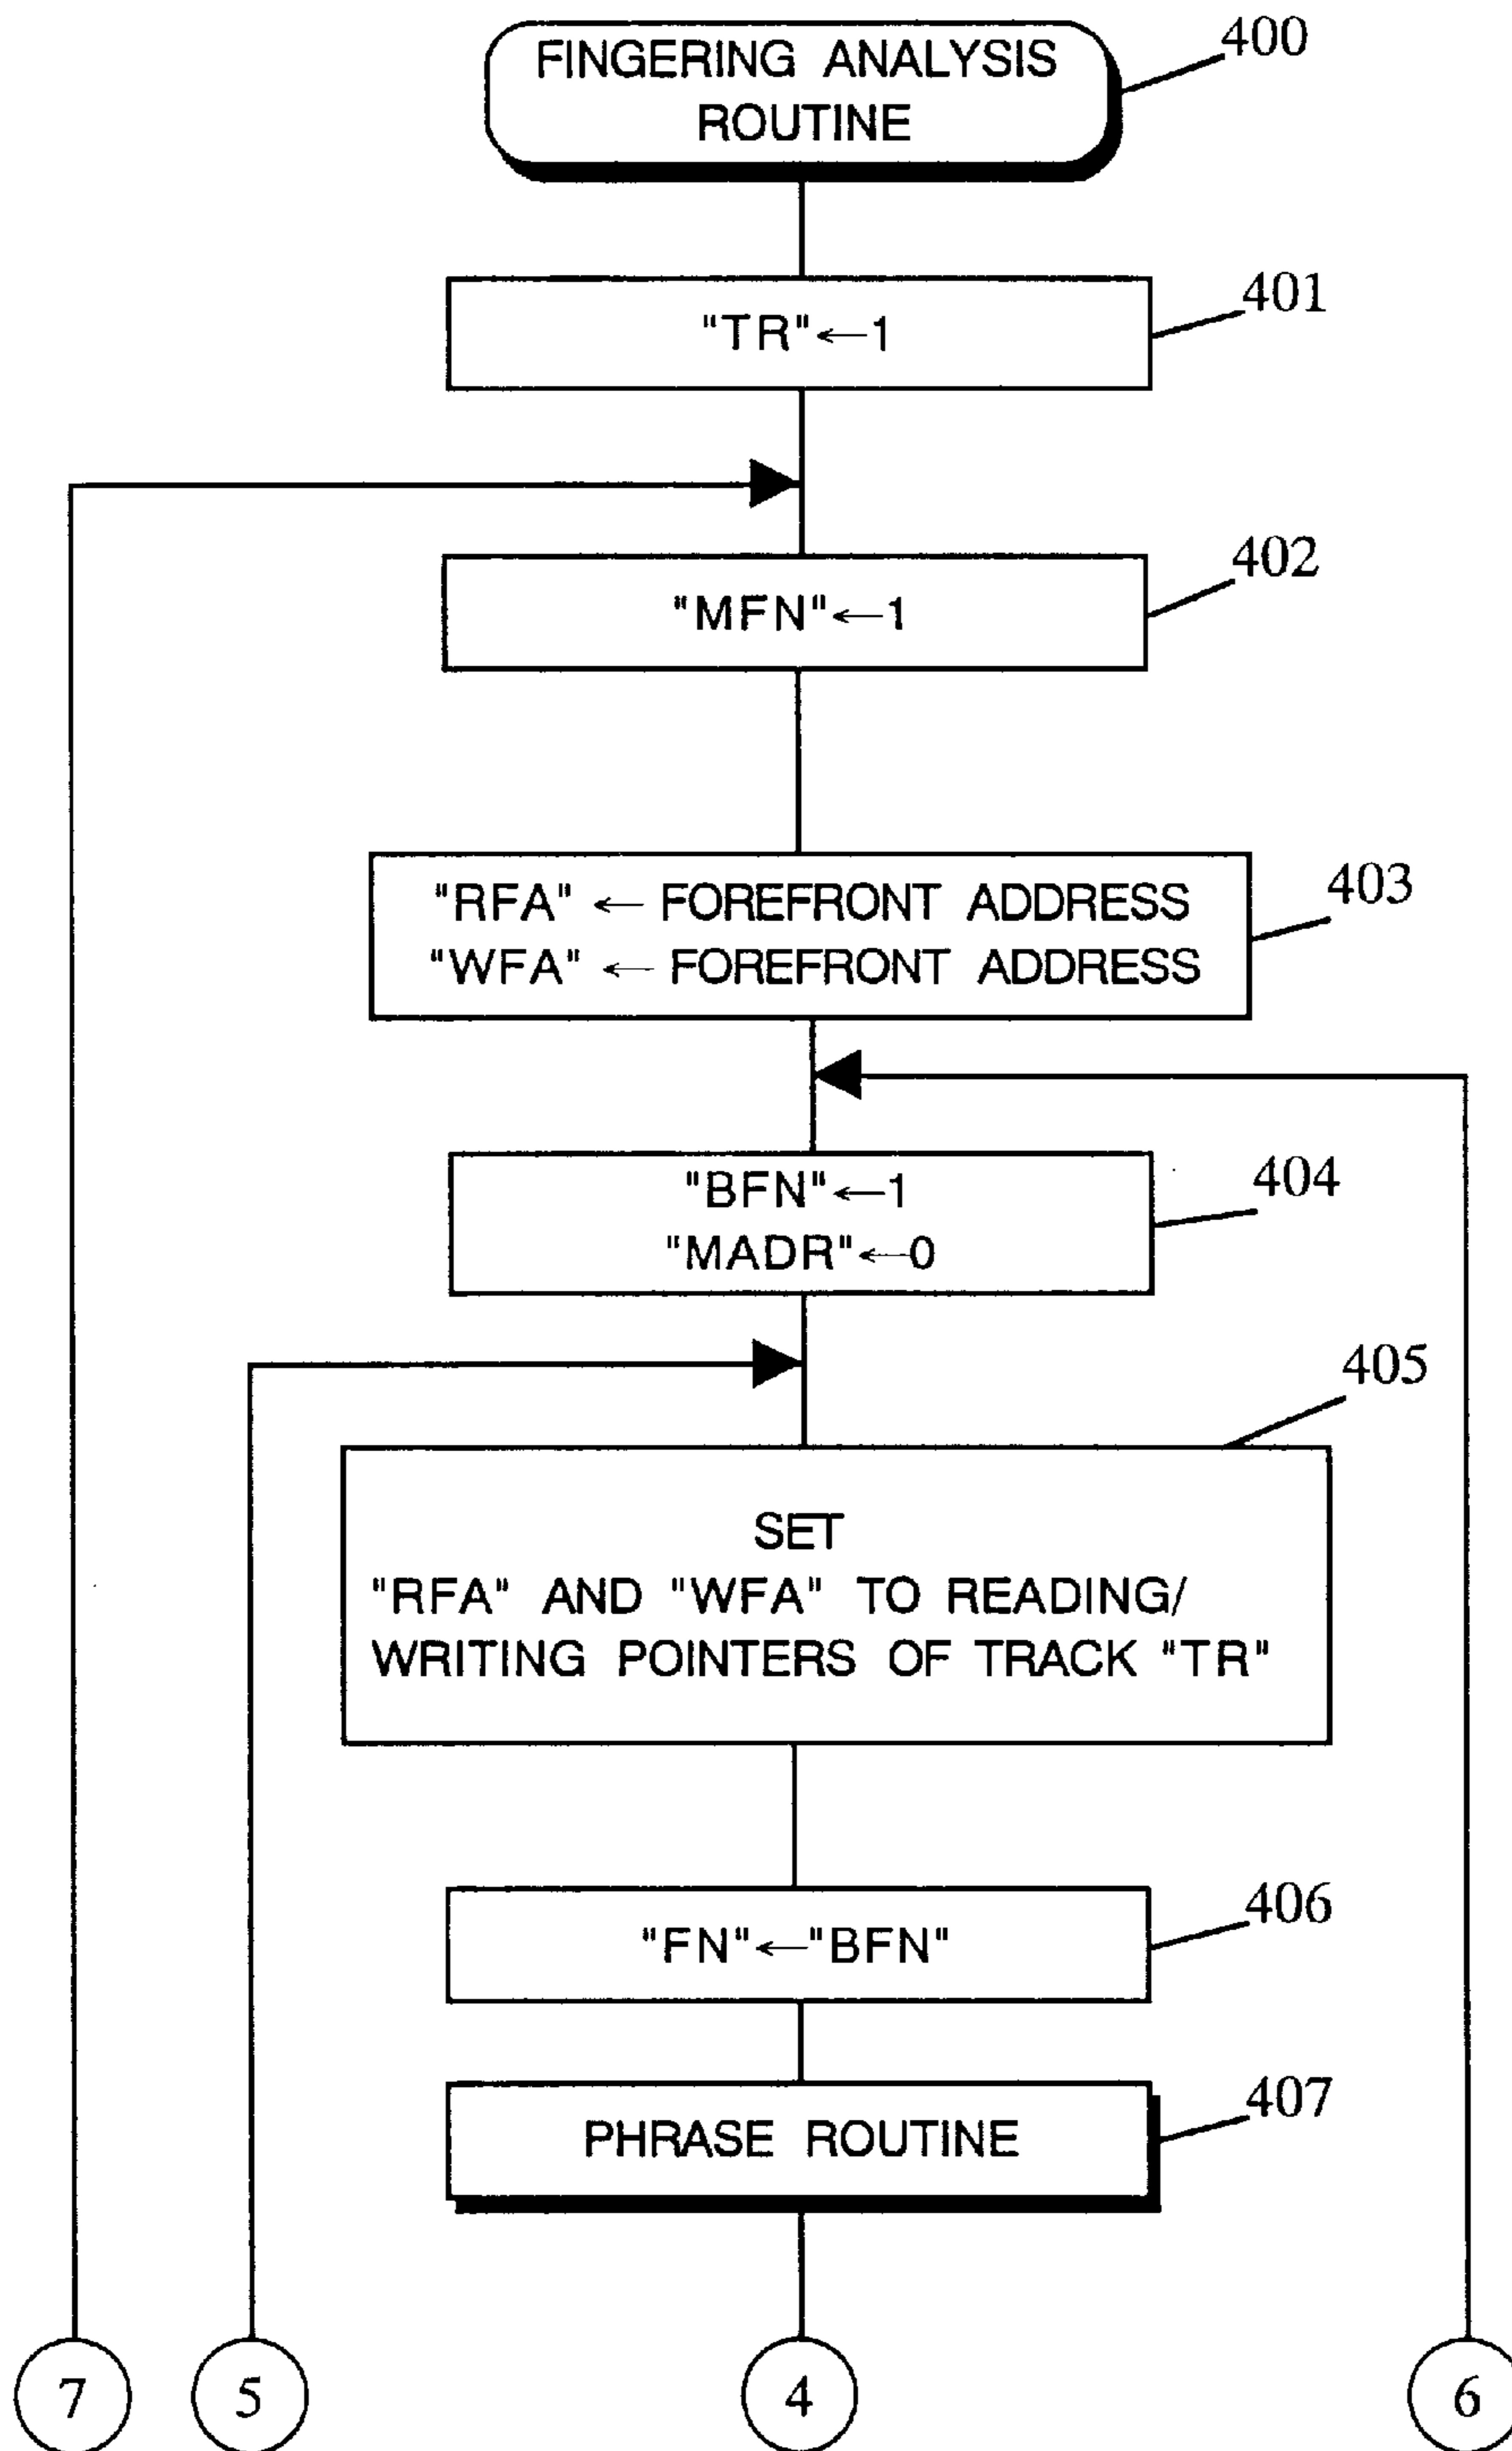 FINGERING ANALYSIS
ROUTINE
400
"TR"←1
401
"MFN"←1
402
"RFA" ← FOREFRONT ADDRESS
"WFA" ← FOREFRONT ADDRESS
403
"BFN"←1
"MADR"←0
404
405
SET
"RFA" AND "WFA" TO READING/
WRITING POINTERS OF TRACK "TR"
"FN"←"BFN"
406
PHRASE ROUTINE
407
7
5
4
6